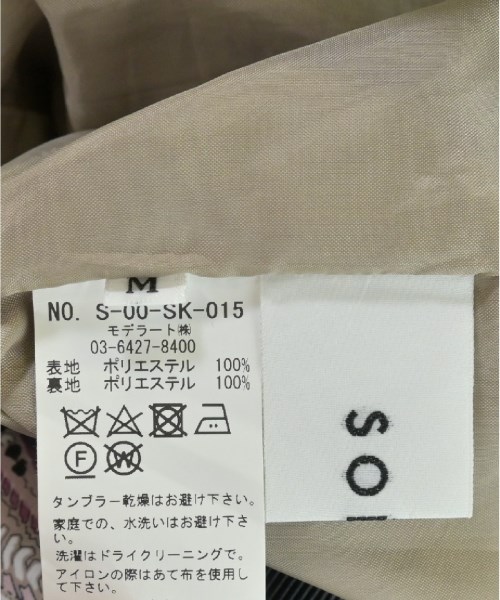 M
NO. S-00-SK-015
モデラート㈱
03-6427-8400
表地 ポリエステル 100%
裏地 ポリエステル 100%
F
W
タンブラー乾燥はお避け下さい。
家庭での、水洗いはお避け下さ
い。
洗濯はドライクリーニングで。
アイロンの際はあて布を使用し
て下さい。
OS